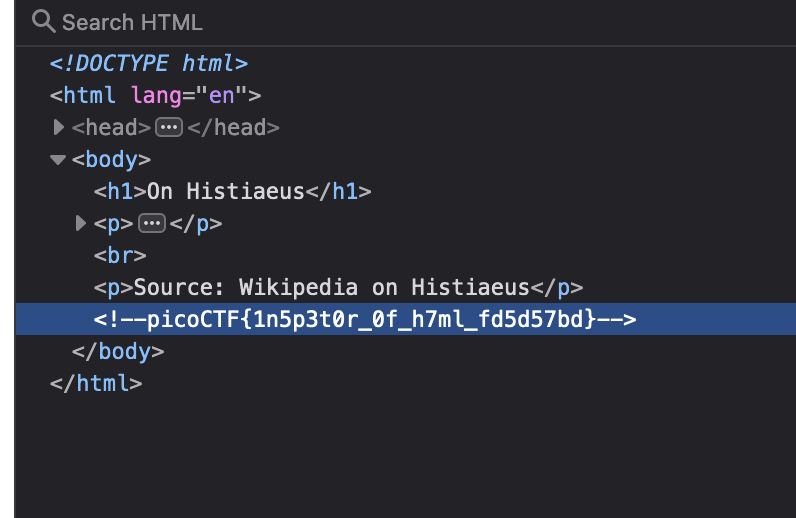 Search HTML
<!DOCTYPE html>
<html lang="en">
<head>···</head>
<body>
<h1>On Histiaeus</h1>
<p>···</p>
<br>
<p>Source: Wikipedia on Histiaeus</p>
<!--picoCTF{1n5p3t0r_0f_h7ml_fd5d57bd}-->
</body>
</html>